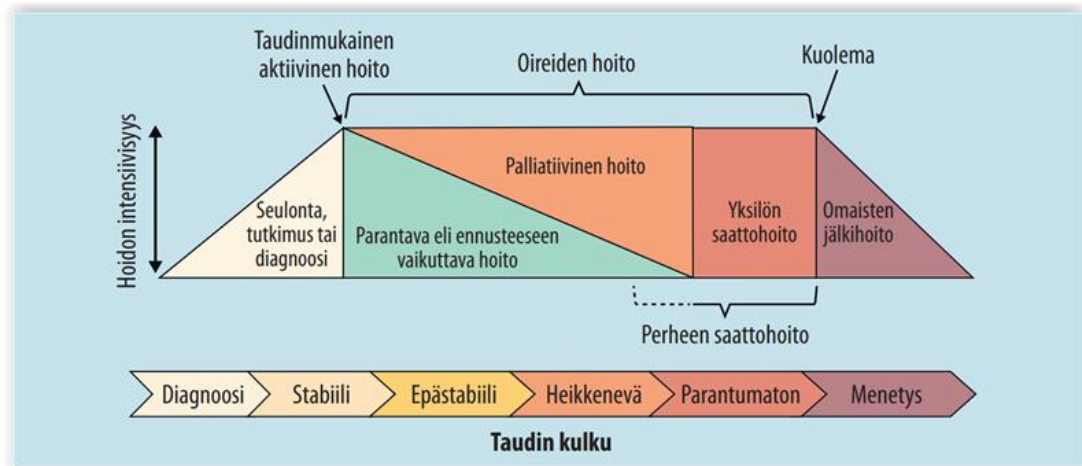 Taudinmukainen
aktiivinen hoito
Oireiden hoito
Kuolema
Hoidon intensiivisyys
Seulonta,
tutkimus tai
diagnoosi
Parantava eli ennusteeseen
vaikuttava hoito
Palliatiivinen hoito
Yksilön
saattohoito
Omaisten
jälkihoito
Perheen saattohoito
Diagnoosi
Stabiili
Epästabiili
Heikkenevä
Parantumaton
Menetys
Taudin kulku